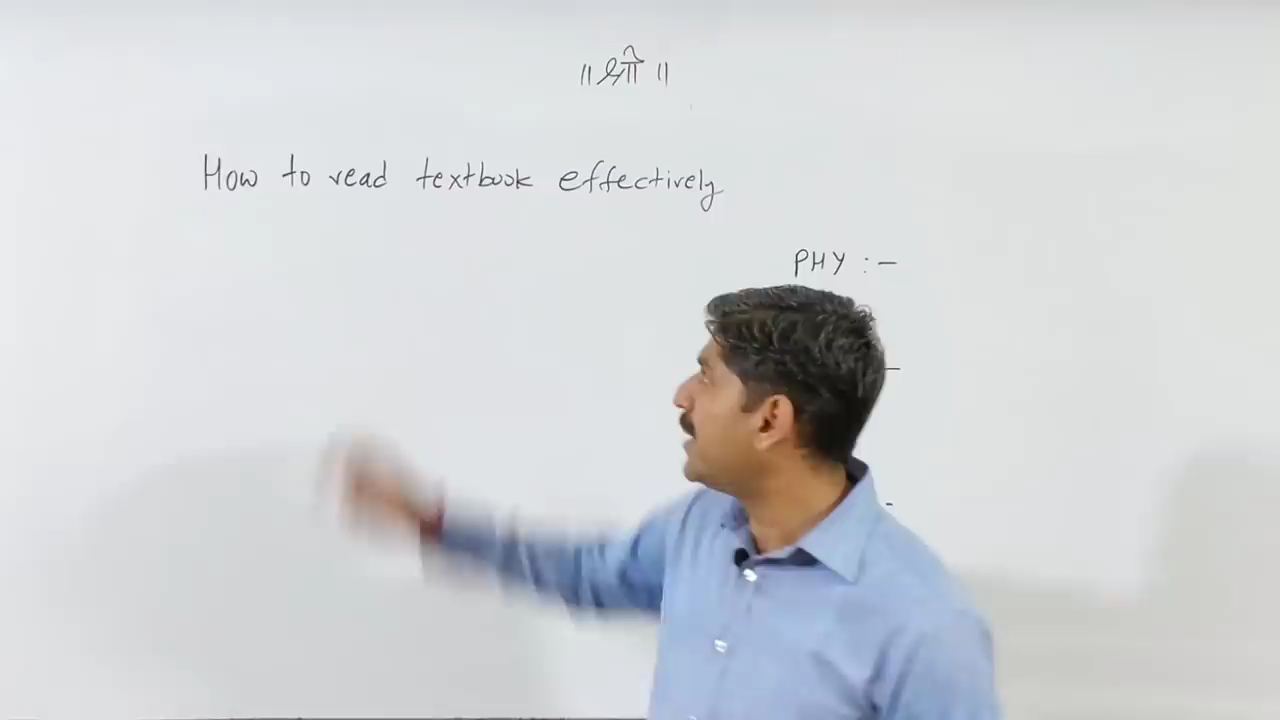 ॥ श्री ॥
How to read textbook effectively
PHY :-